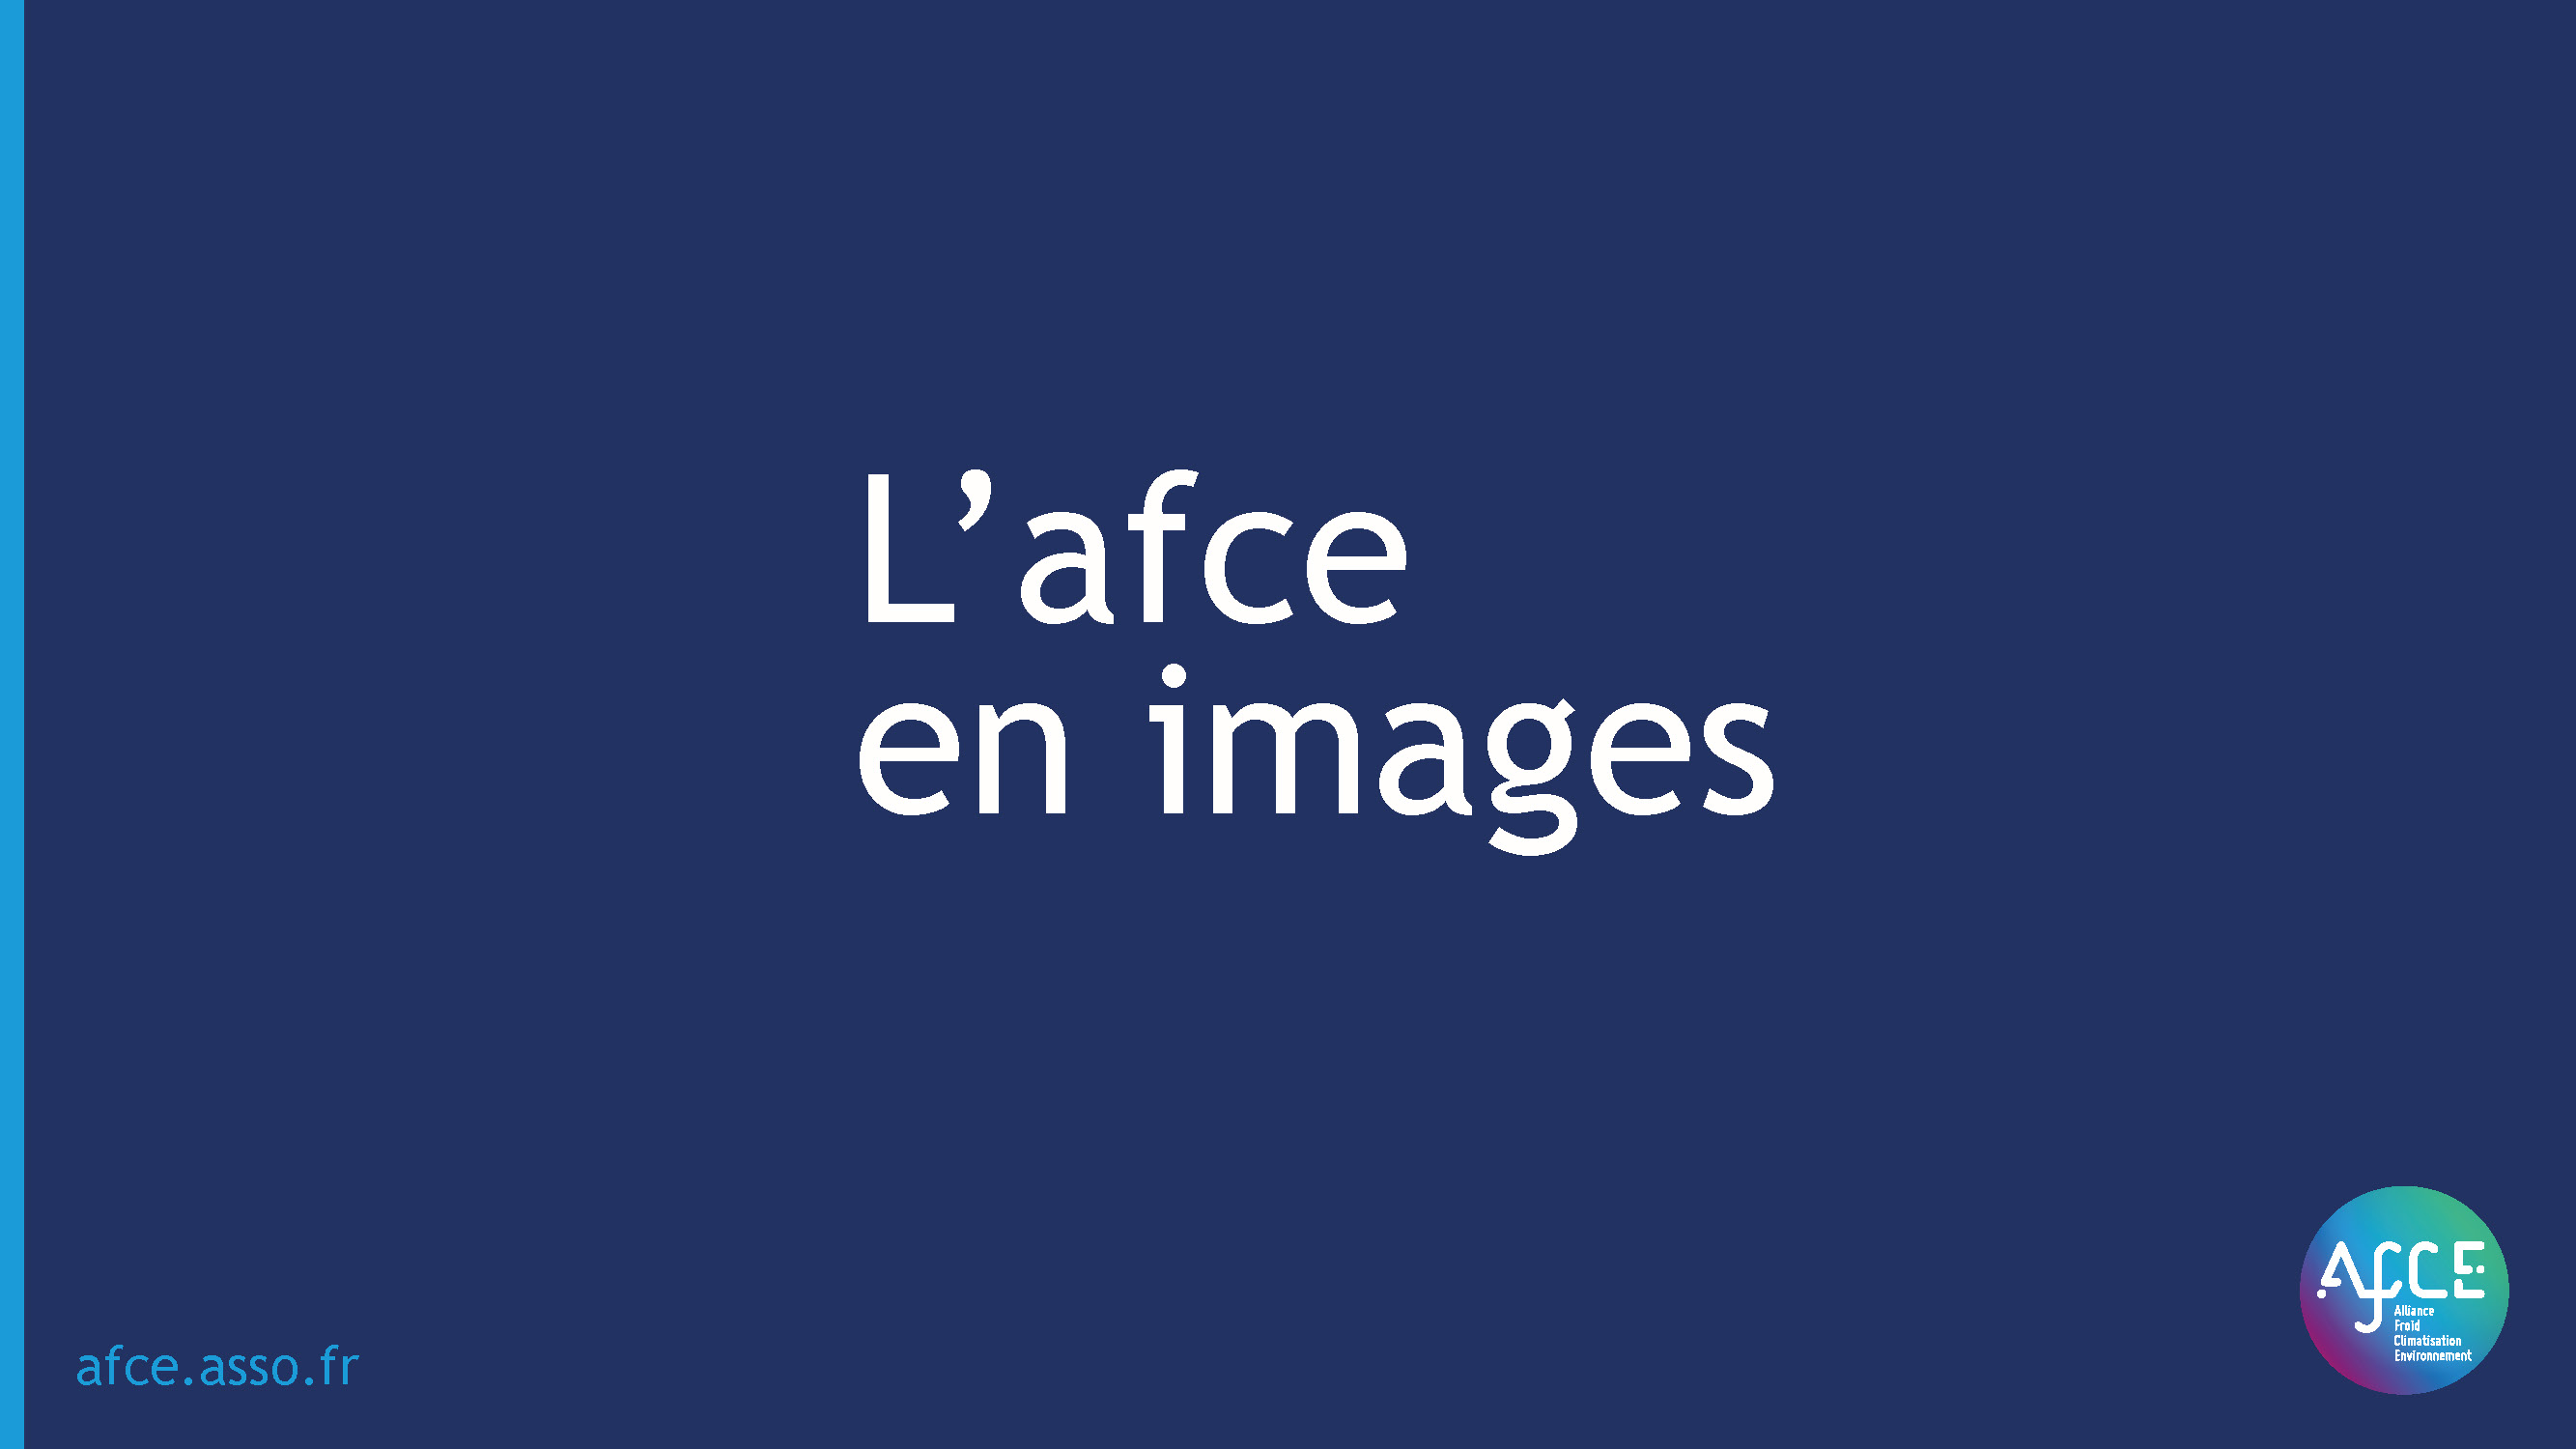 L’afce
en images
afce.asso.fr
AfCE
Alliance
Froid
Climatisation
Environnement